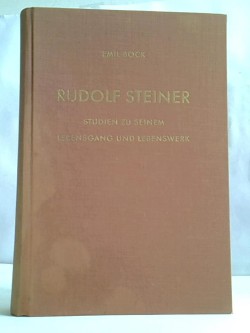 EMIL BOCK
RUDOLF STEINER
STUDIEN ZU SEINEM
LEBENSGANG UND LEBENSWERK